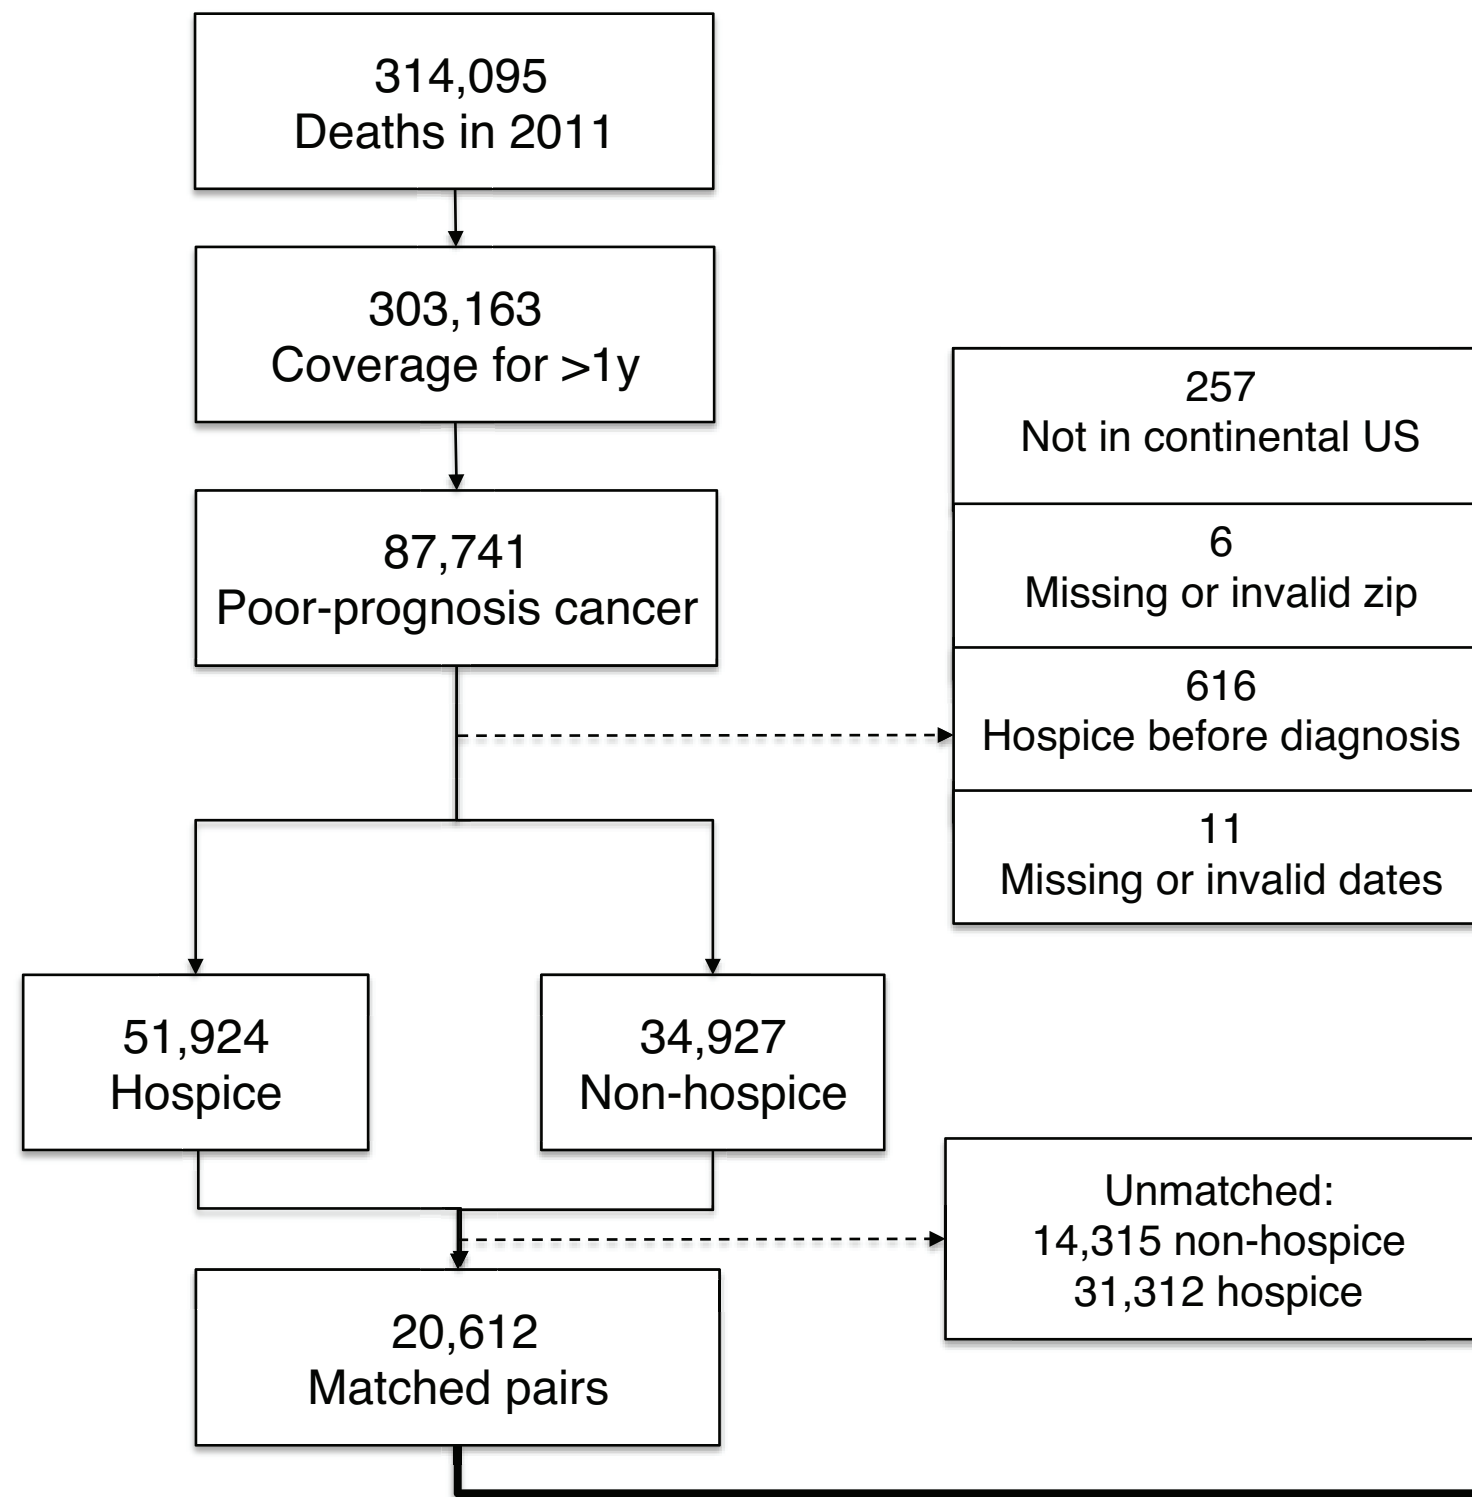 314,095
Deaths in 2011
303,163
Coverage for >1y
87,741
Poor-prognosis cancer
257
Not in continental US
6
Missing or invalid zip
616
Hospice before diagnosis
11
Missing or invalid dates
51,924
Hospice
34,927
Non-hospice
Unmatched:
14,315 non-hospice
31,312 hospice
20,612
Matched pairs